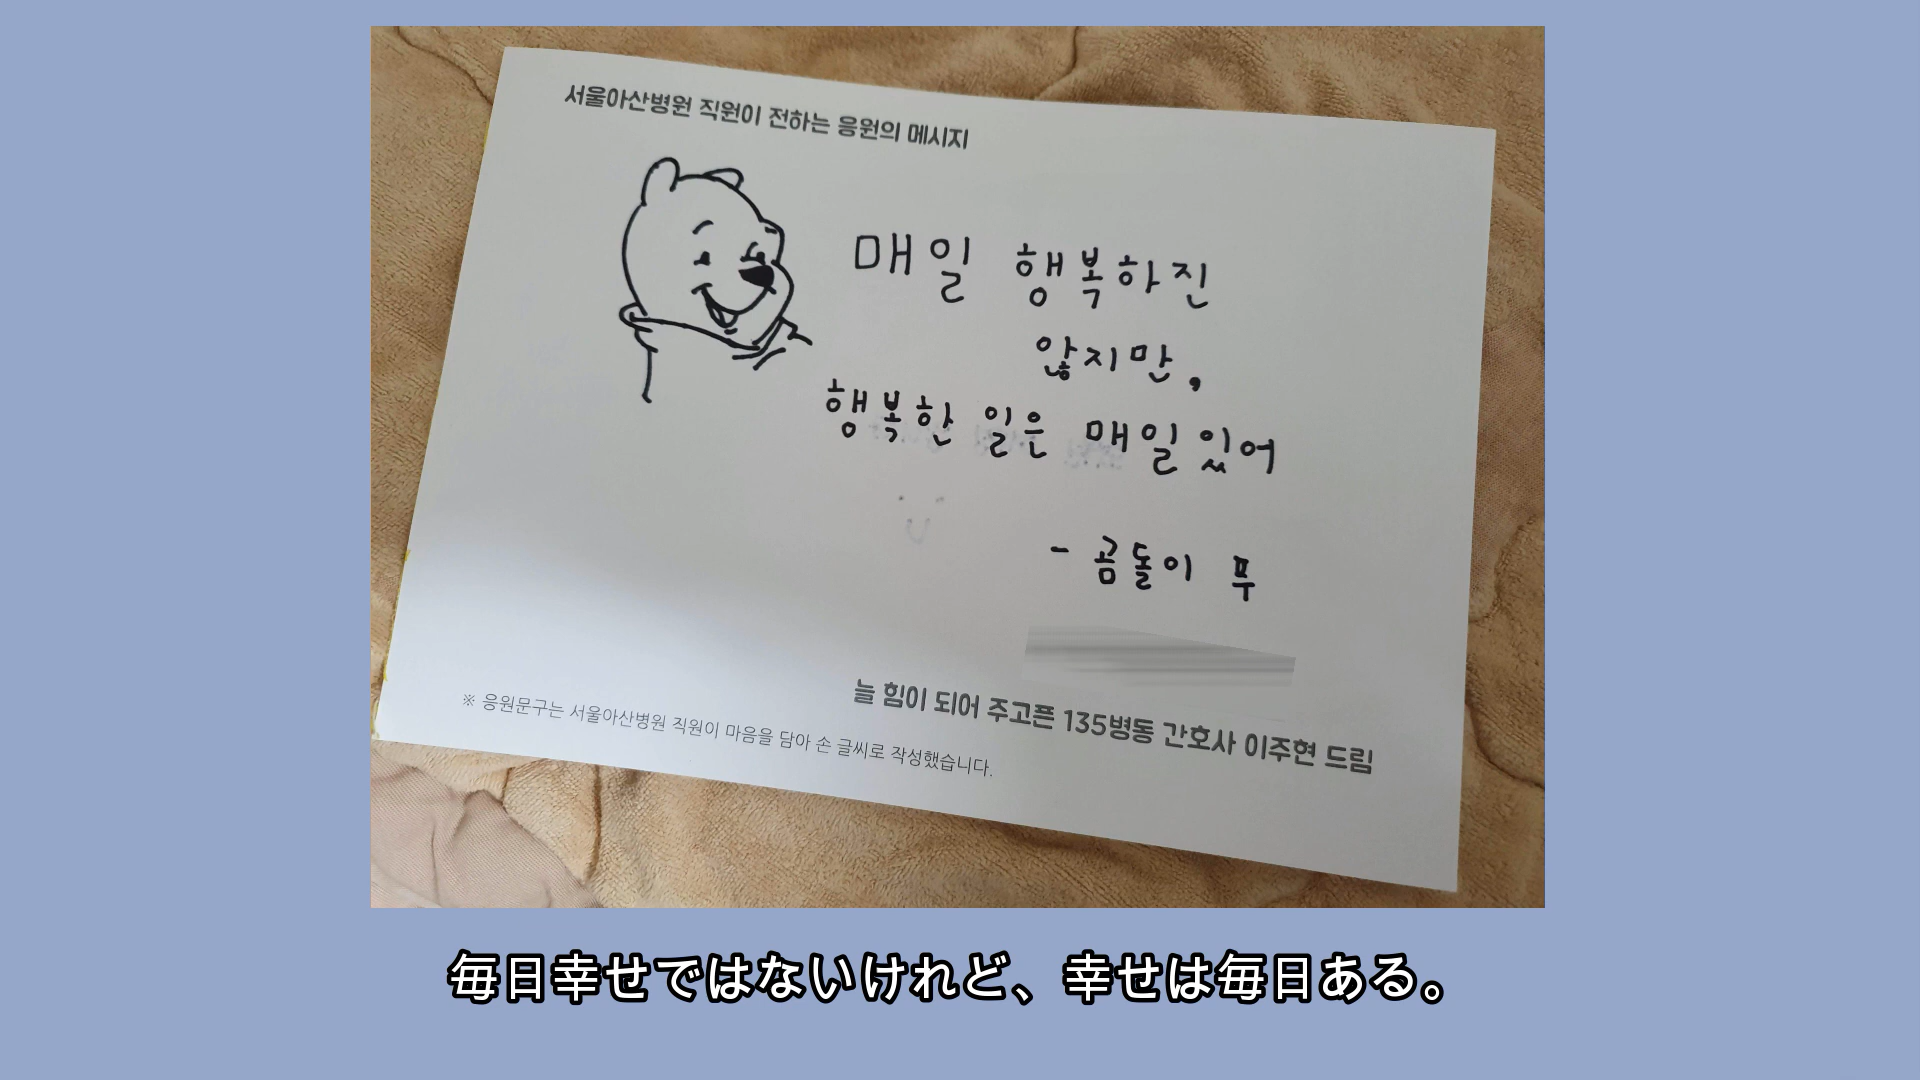 서울아산병원 직원이 전하는 응원의 메시지
매일 행복하진
않지만,
행복한 일은 매일 있어
- 곰돌이 푸
늘 힘이 되어 주고픈 135병동 간호사 이주현 드림
※ 응원문구는 서울아산병원 직원이 마음을 담아 손 글씨로 작성했습니다.
毎日幸せではないけれど、幸せは毎日ある。